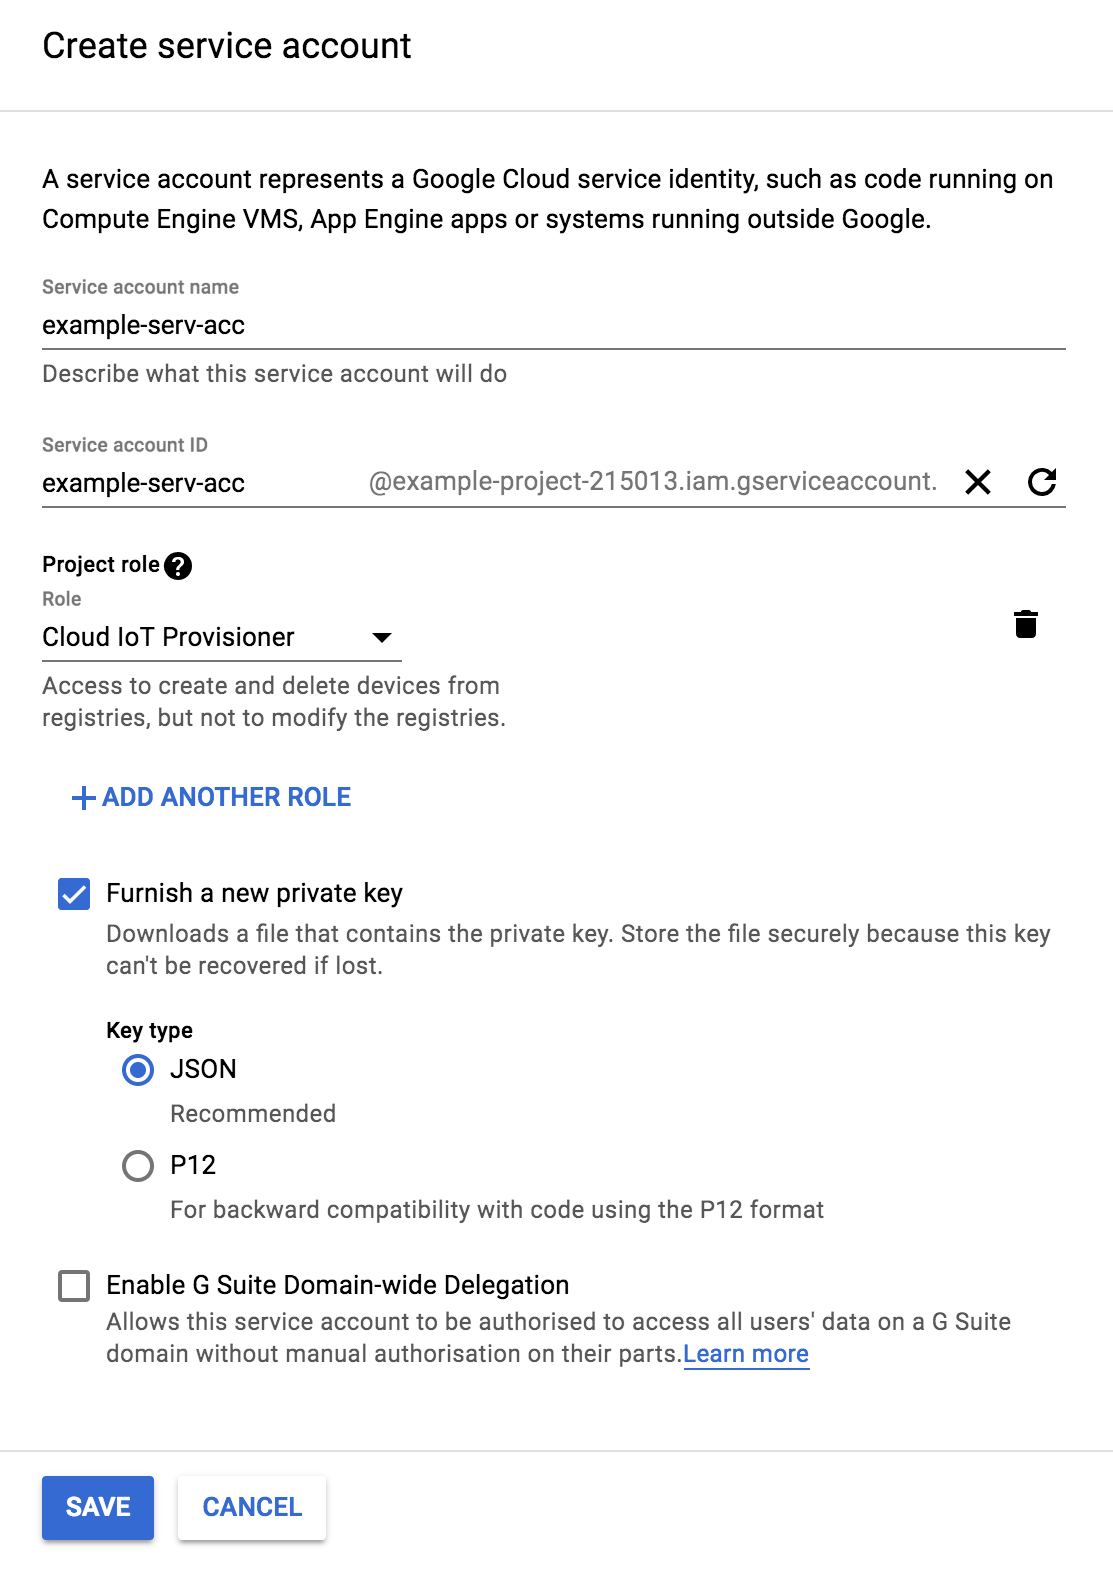 Create service account
A service account represents a Google Cloud service identity, such as code running on
Compute Engine VMS, App Engine apps or systems running outside Google.
Service account name
example-serv-acc
Describe what this service account will do
Service account ID
example-serv-acc @example-project-215013.iam.gserviceaccount.
Project role ?
Role
Cloud IoT Provisioner
Access to create and delete devices from
registries, but not to modify the registries.
ADD ANOTHER ROLE
Furnish a new private key
Downloads a file that contains the private key. Store the file securely because this key
can't be recovered if lost.
Key type
JSON
Recommended
P12
For backward compatibility with code using the P12 format
Enable G Suite Domain-wide Delegation
Allows this service account to be authorised to access all users' data on a G Suite
domain without manual authorisation on their parts.Learn more
SAVE CANCEL